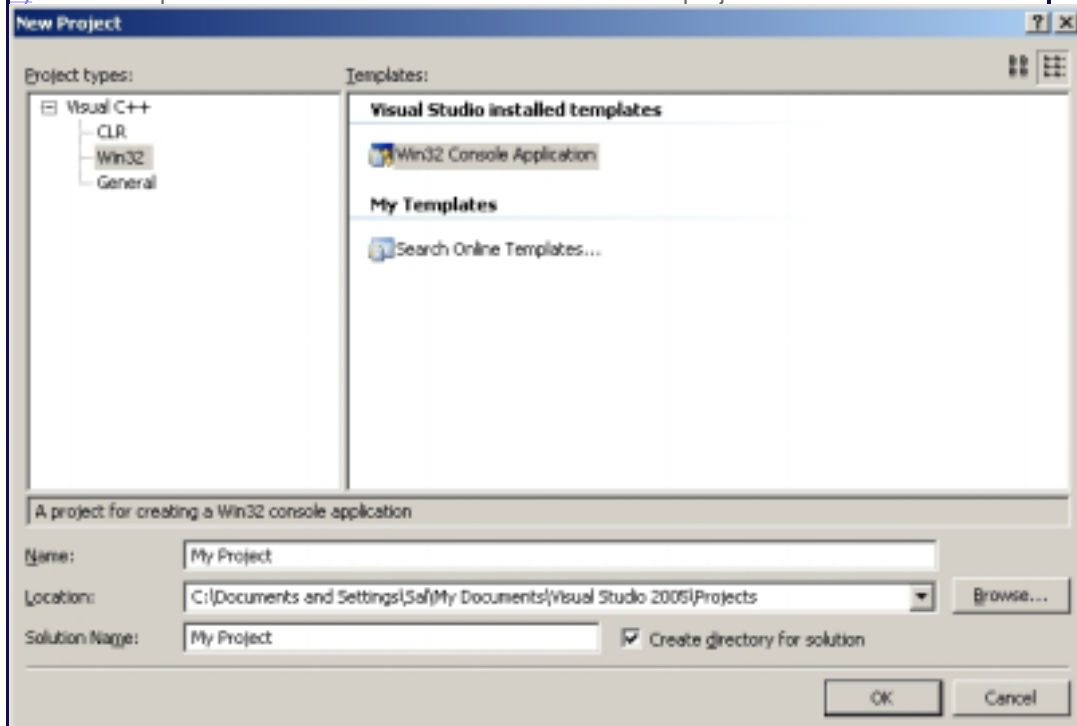 New Project
Project types:
Templates:
Visual C++
CLR
Win32
General
Visual Studio installed templates
Win32 Console Application
My Templates
Search Online Templates...
A project for creating a Win32 console application
Name:
My Project
Location:
C:\Documents and Settings\Sal\My Documents\Visual Studio 2005\Projects
Browse...
Solution Name:
My Project
Create directory for solution
OK
Cancel